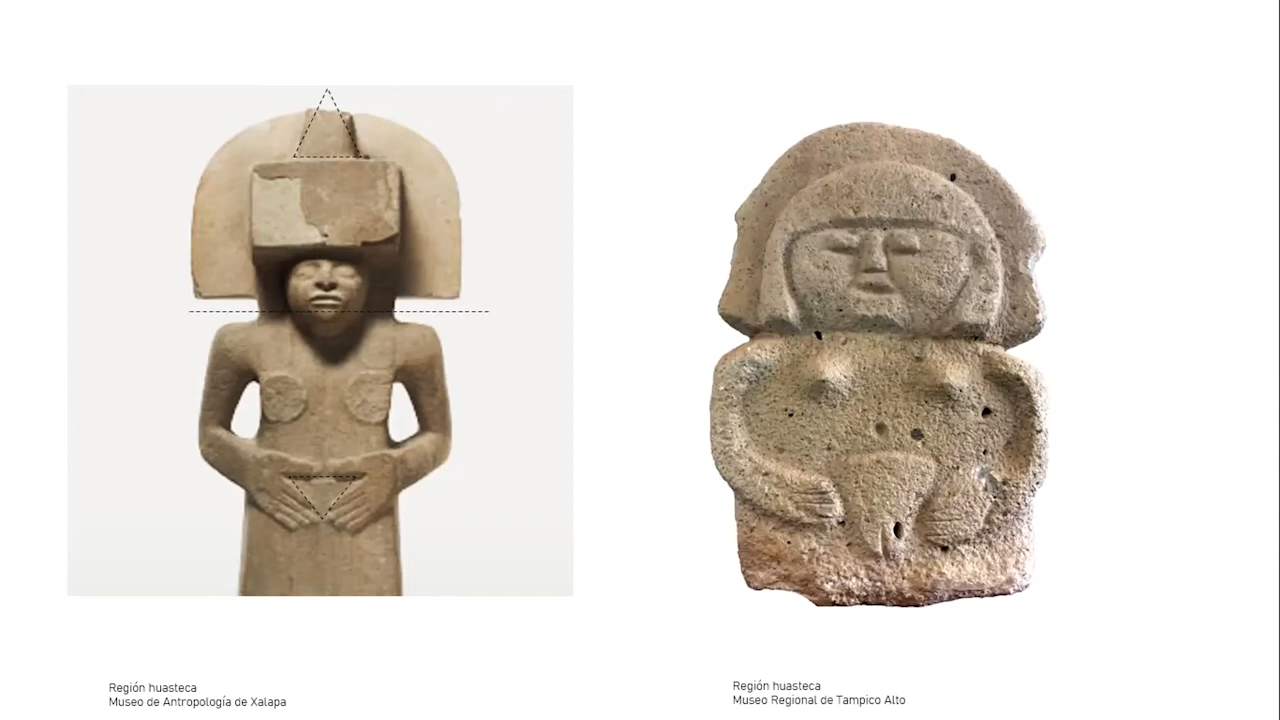 Región huasteca
Museo de Antropología de Xalapa
Región huasteca
Museo Regional de Tampico Alto